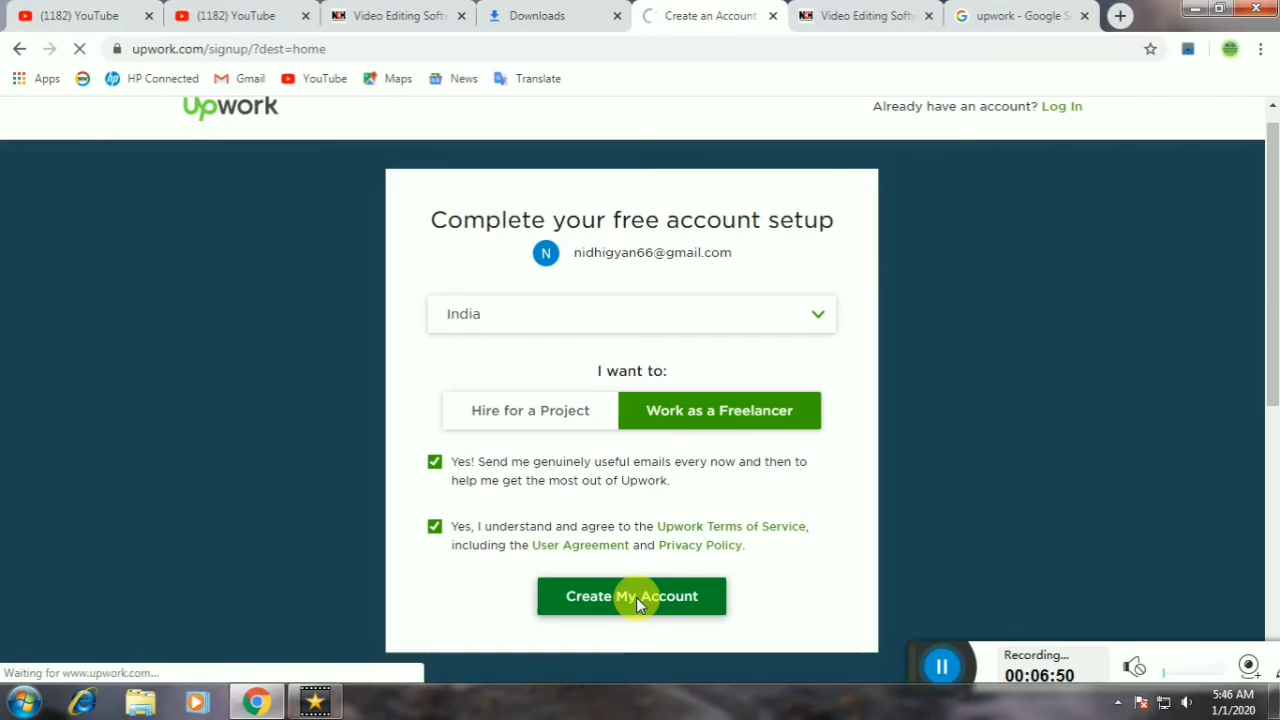 (1182) YouTube
(1182) YouTube
NCH Video Editing Softw
Downloads
Create an Account
NCH Video Editing Softw
upwork - Google S
upwork.com/signup/?dest=home
Apps
HP Connected
Gmail
YouTube
Maps
News
Translate
Upwork
Already have an account? Log In
Complete your free account setup
N nidhigyan66@gmail.com
India
I want to:
Hire for a Project
Work as a Freelancer
Yes! Send me genuinely useful emails every now and then to
help me get the most out of Upwork.
Yes, I understand and agree to the Upwork Terms of Service,
including the User Agreement and Privacy Policy.
Create My Account
Waiting for www.upwork.com...
Recording...
00:06:50
5:46 AM
1/1/2020